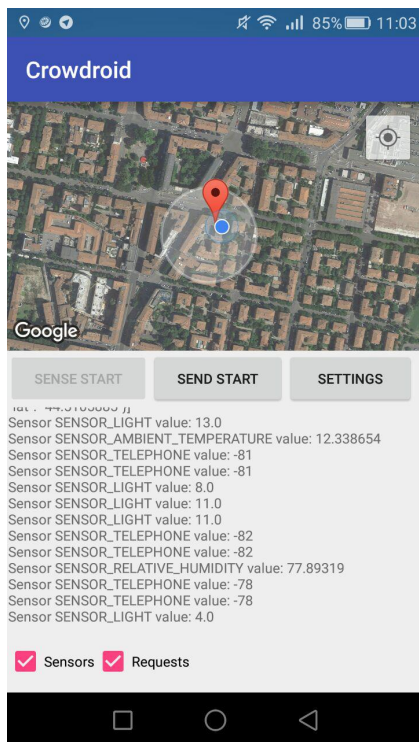 85% 11:03
Crowdroid
Google
SENSE START SEND START SETTINGS
Sensor SENSOR_LIGHT value: 13.0
Sensor SENSOR_AMBIENT_TEMPERATURE value: 12.338654
Sensor SENSOR_TELEPHONE value: -81
Sensor SENSOR_TELEPHONE value: -81
Sensor SENSOR_LIGHT value: 8.0
Sensor SENSOR_LIGHT value: 11.0
Sensor SENSOR_LIGHT value: 11.0
Sensor SENSOR_TELEPHONE value: -82
Sensor SENSOR_TELEPHONE value: -82
Sensor SENSOR_RELATIVE_HUMIDITY value: 77.89319
Sensor SENSOR_TELEPHONE value: -78
Sensor SENSOR_TELEPHONE value: -78
Sensor SENSOR_LIGHT value: 4.0
Sensors Requests